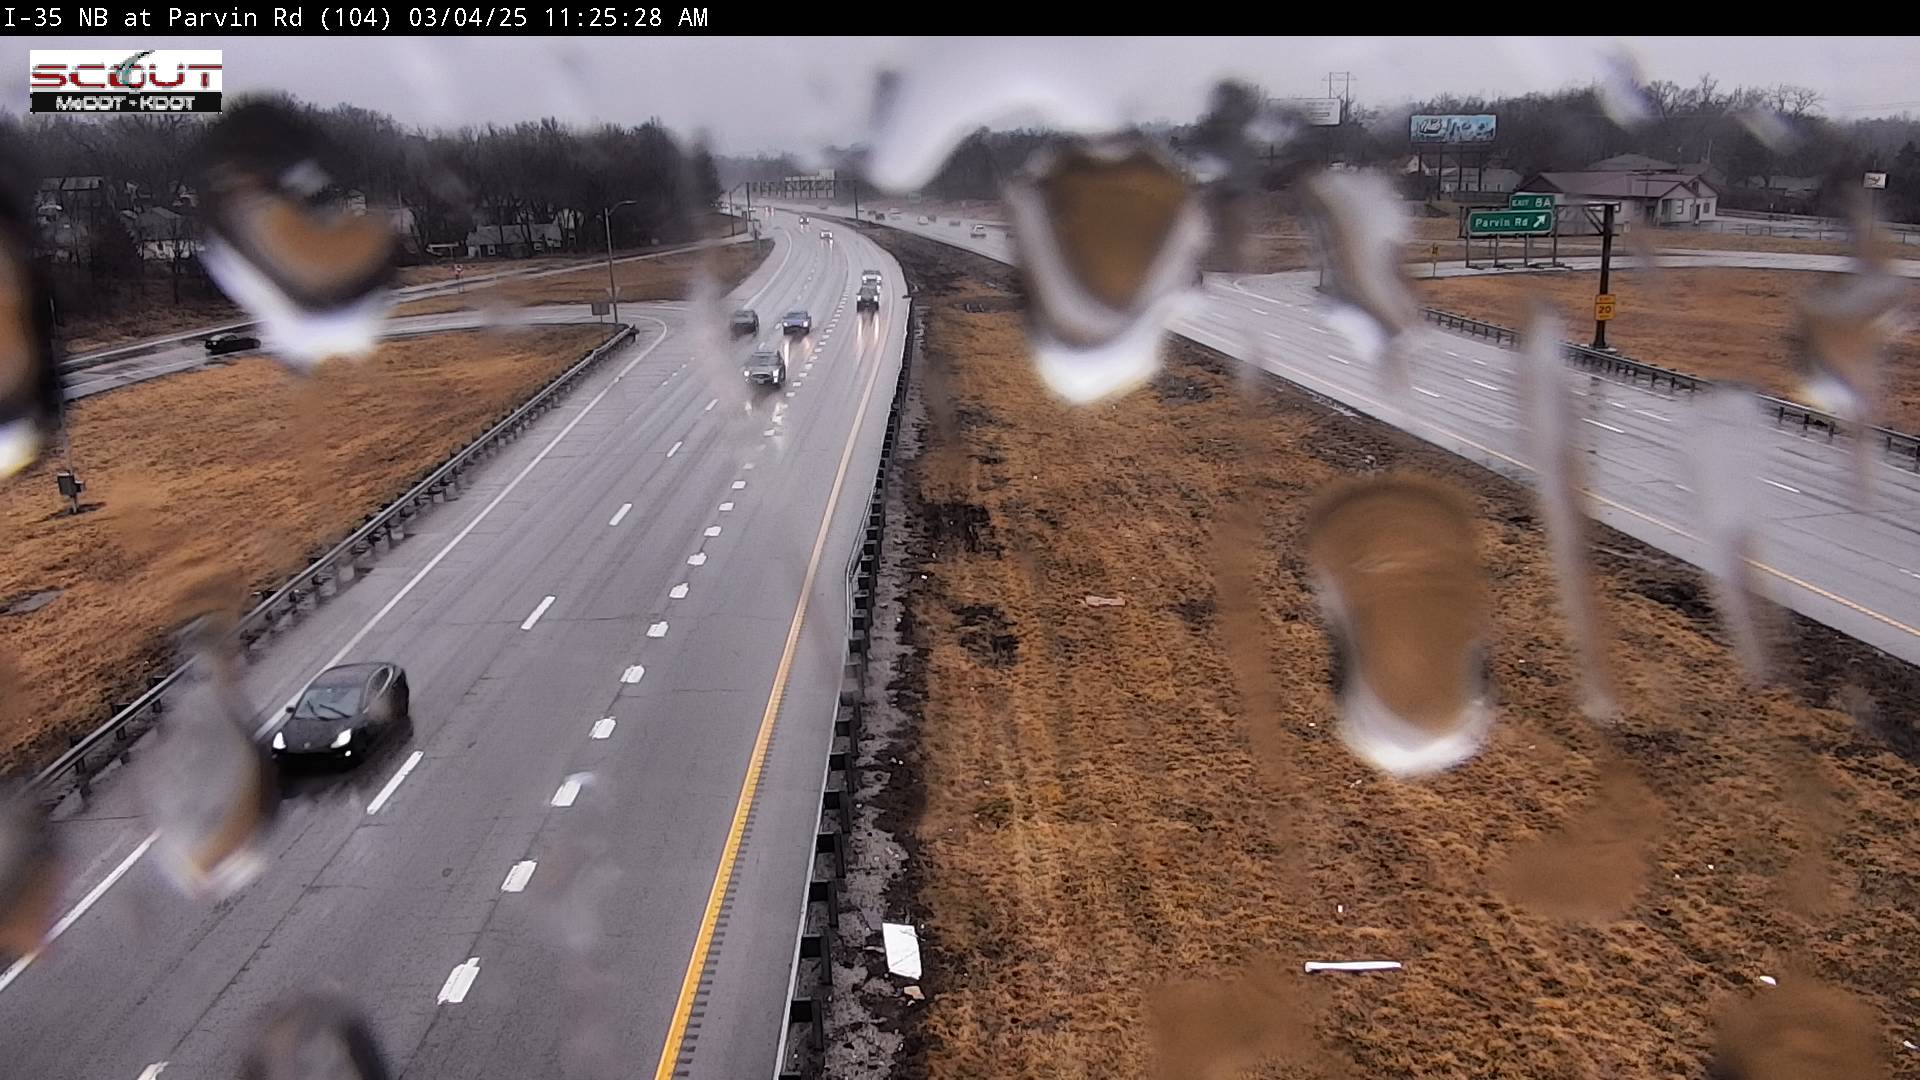 I-35 NB at Parvin Rd (104) 03/04/25 11:25:28 AM
SCOUT
MoDOT - KDOT
EXIT 8A
Parvin Rd
EXIT
20